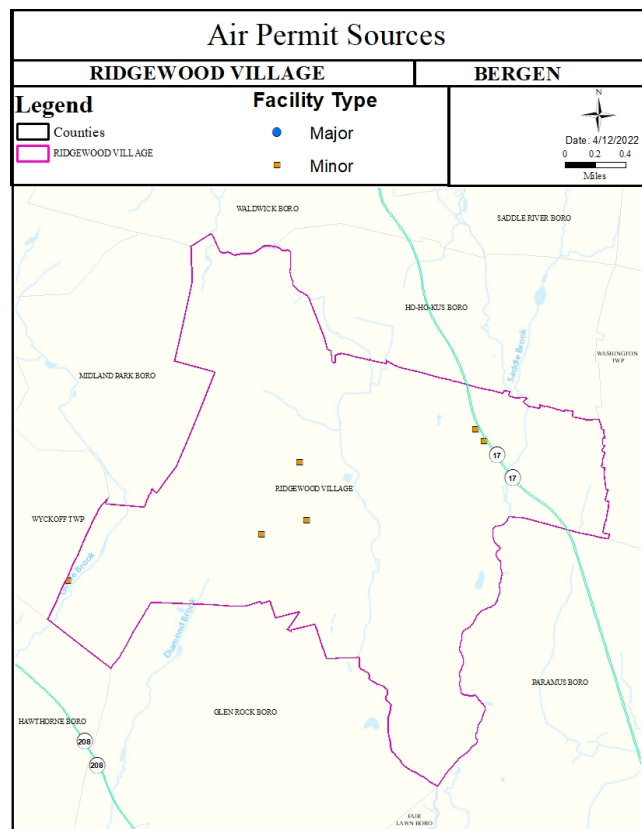 Air Permit Sources
RIDGEWOOD VILLAGE
BERGEN
Legend
Counties
RIDGEWOOD VILLAGE
Facility Type
Major
Minor
N
Date: 4/12/2022
0 0.2 0.4
Miles
WALDWICK BORO
SADDLE RIVER BORO
HO-HO-KUS BORO
Saddle Brook
WASHINGTON
TWP
MIDLAND PARK BORO
17
17
RIDGEWOOD VILLAGE
WYCKOFF TWP
Brook
Diamond Brook
PARAMUS BORO
GLEN ROCK BORO
HAWTHORNE BORO
208
208
FAIR
LAWN BORO